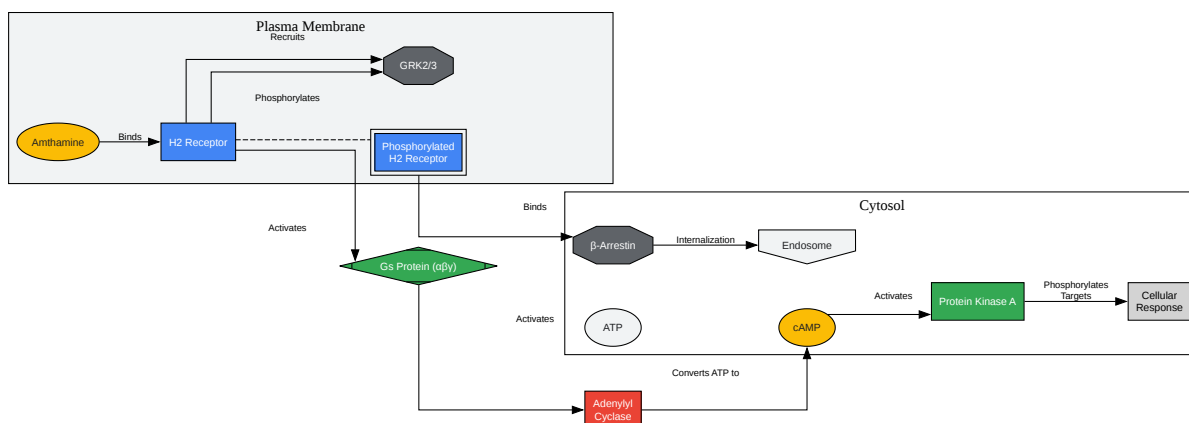 Plasma Membrane
Recruits
GRK2/3
Phosphorylates
Amthamine
Binds
H2 Receptor
Phosphorylated
H2 Receptor
Activates
Gs Protein (αβγ)
Binds
Cytosol
β-Arrestin
Internalization
Endosome
Activates
ATP
cAMP
Activates
Protein Kinase A
Phosphorylates
Targets
Cellular
Response
Converts ATP to
Adenylyl
Cyclase